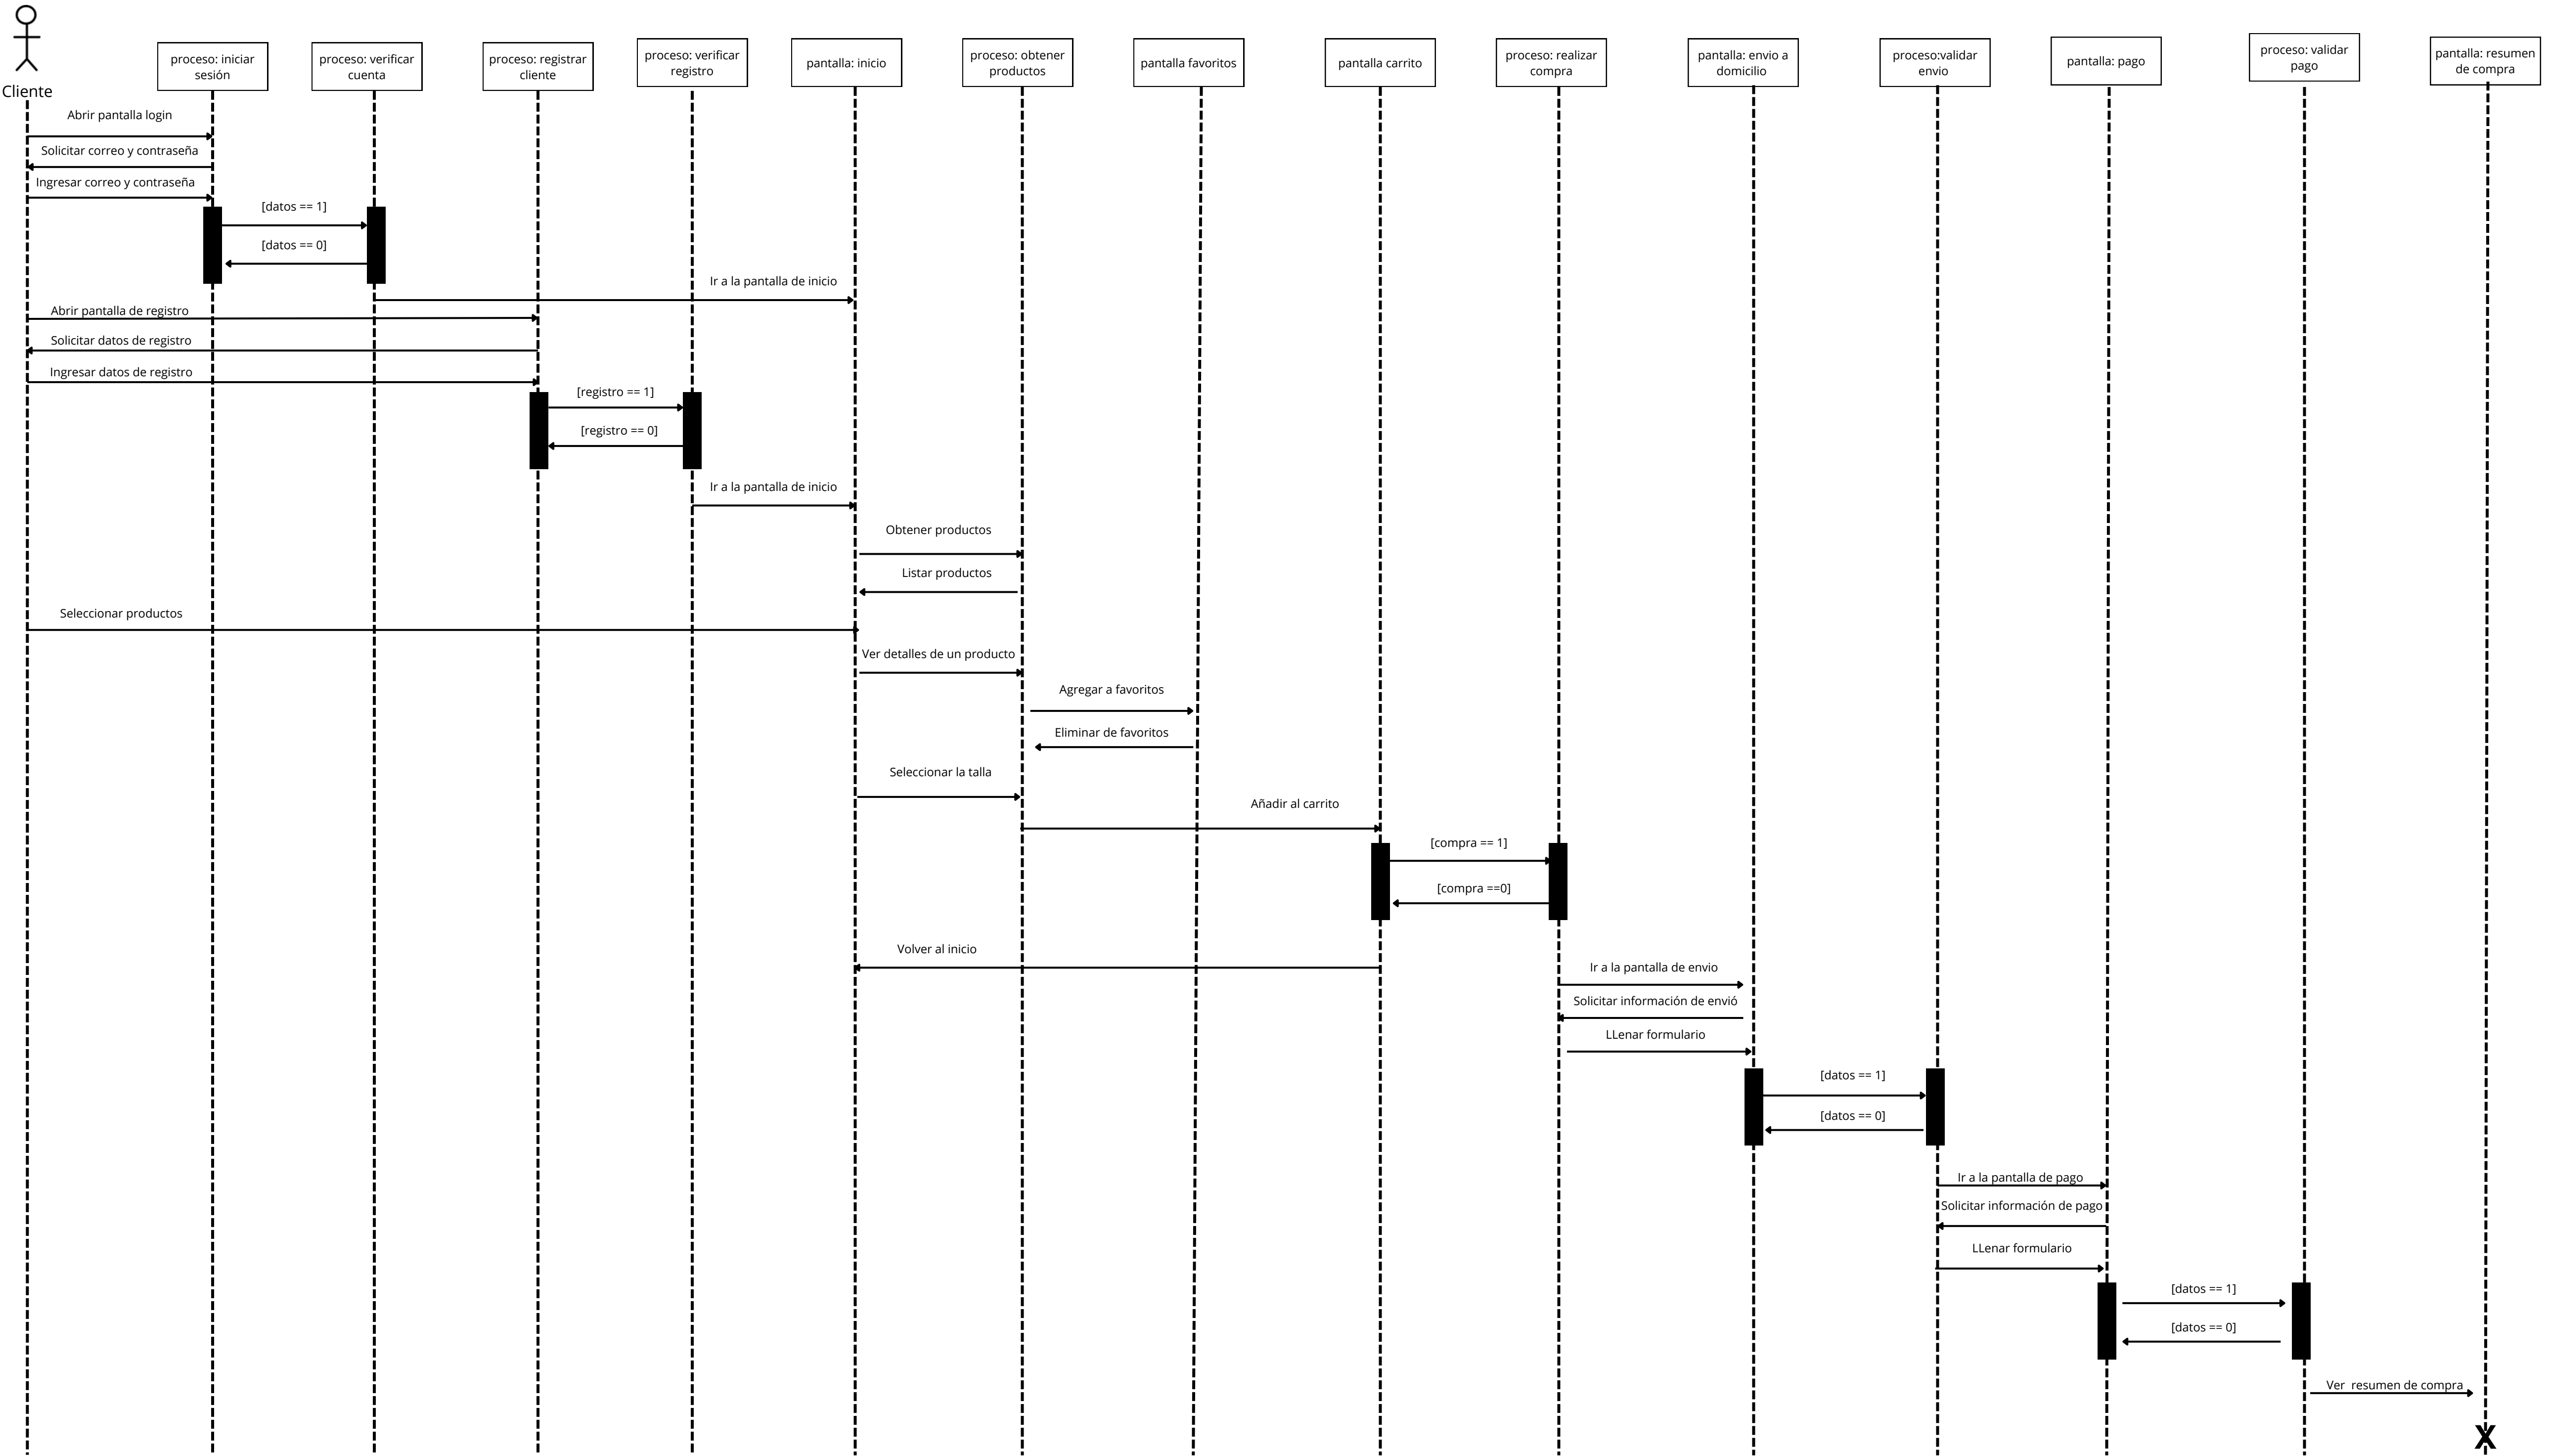 Cliente
proceso: iniciar
sesión
proceso: verificar
cuenta
proceso: registrar
cliente
proceso: verificar
registro
pantalla: inicio
proceso: obtener
productos
pantalla favoritos
pantalla carrito
proceso: realizar
compra
pantalla: envio a
domicilio
proceso:validar
envio
pantalla: pago
proceso: validar
pago
pantalla: resumen
de compra
Abrir pantalla login
Solicitar correo y contraseña
Ingresar correo y contraseña
[datos == 1]
[datos == 0]
Ir a la pantalla de inicio
Abrir pantalla de registro
Solicitar datos de registro
Ingresar datos de registro
[registro == 1]
[registro == 0]
Ir a la pantalla de inicio
Obtener productos
Listar productos
Seleccionar productos
Ver detalles de un producto
Agregar a favoritos
Eliminar de favoritos
Seleccionar la talla
Añadir al carrito
[compra == 1]
[compra ==0]
Volver al inicio
Ir a la pantalla de envio
Solicitar información de envió
LLenar formulario
[datos == 1]
[datos == 0]
Ir a la pantalla de pago
Solicitar información de pago
LLenar formulario
[datos == 1]
[datos == 0]
Ver  resumen de compra
X